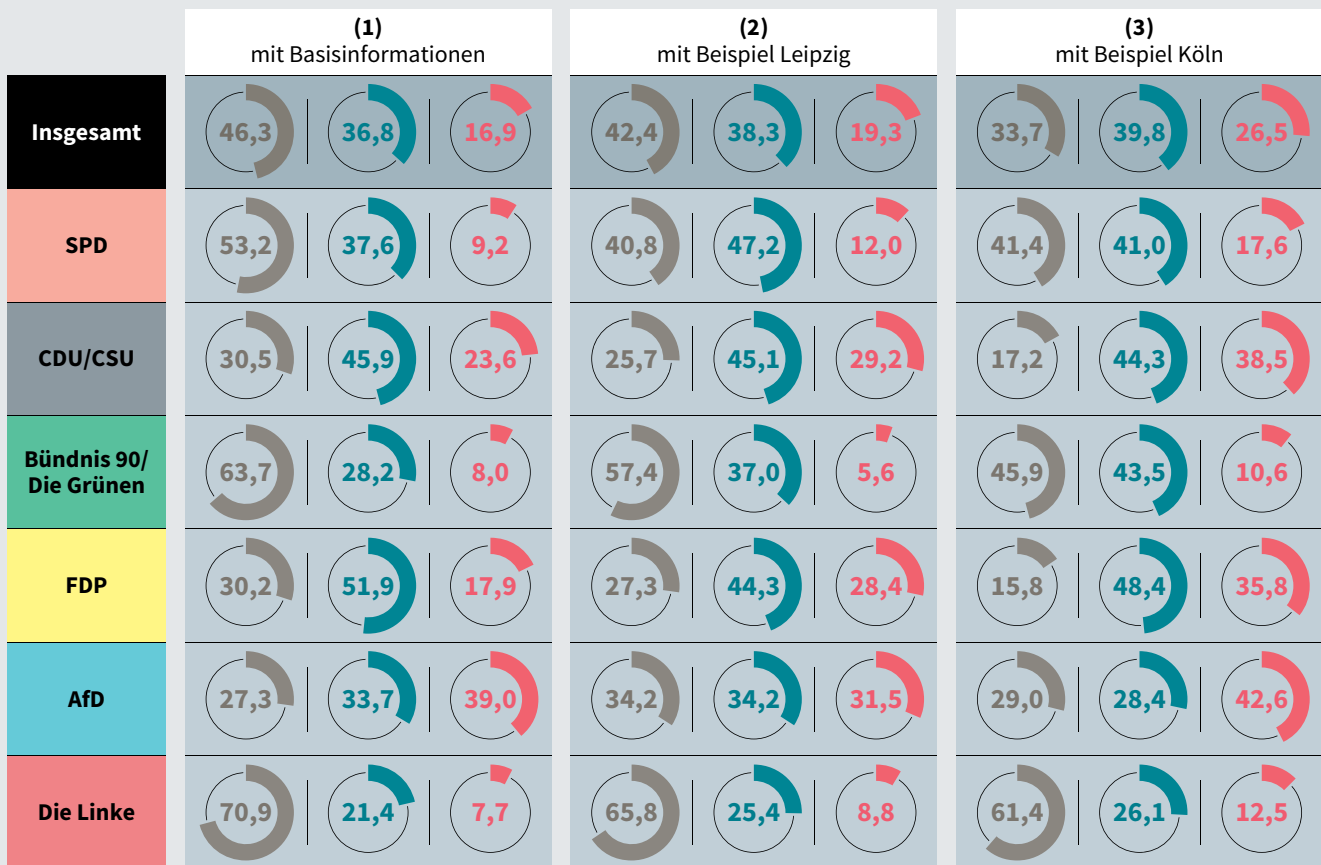 (1)
mit Basisinformationen
(2)
mit Beispiel Leipzig
(3)
mit Beispiel Köln
Insgesamt
46,3 36,8 16,9 42,4 38,3 19,3 33,7 39,8 26,5
SPD
53,2 37,6 9,2 40,8 47,2 12,0 41,4 41,0 17,6
CDU/CSU
30,5 45,9 23,6 25,7 45,1 29,2 17,2 44,3 38,5
Bündnis 90/
Die Grünen
63,7 28,2 8,0 57,4 37,0 5,6 45,9 43,5 10,6
FDP
30,2 51,9 17,9 27,3 44,3 28,4 15,8 48,4 35,8
AfD
27,3 33,7 39,0 34,2 34,2 31,5 29,0 28,4 42,6
Die Linke
70,9 21,4 7,7 65,8 25,4 8,8 61,4 26,1 12,5